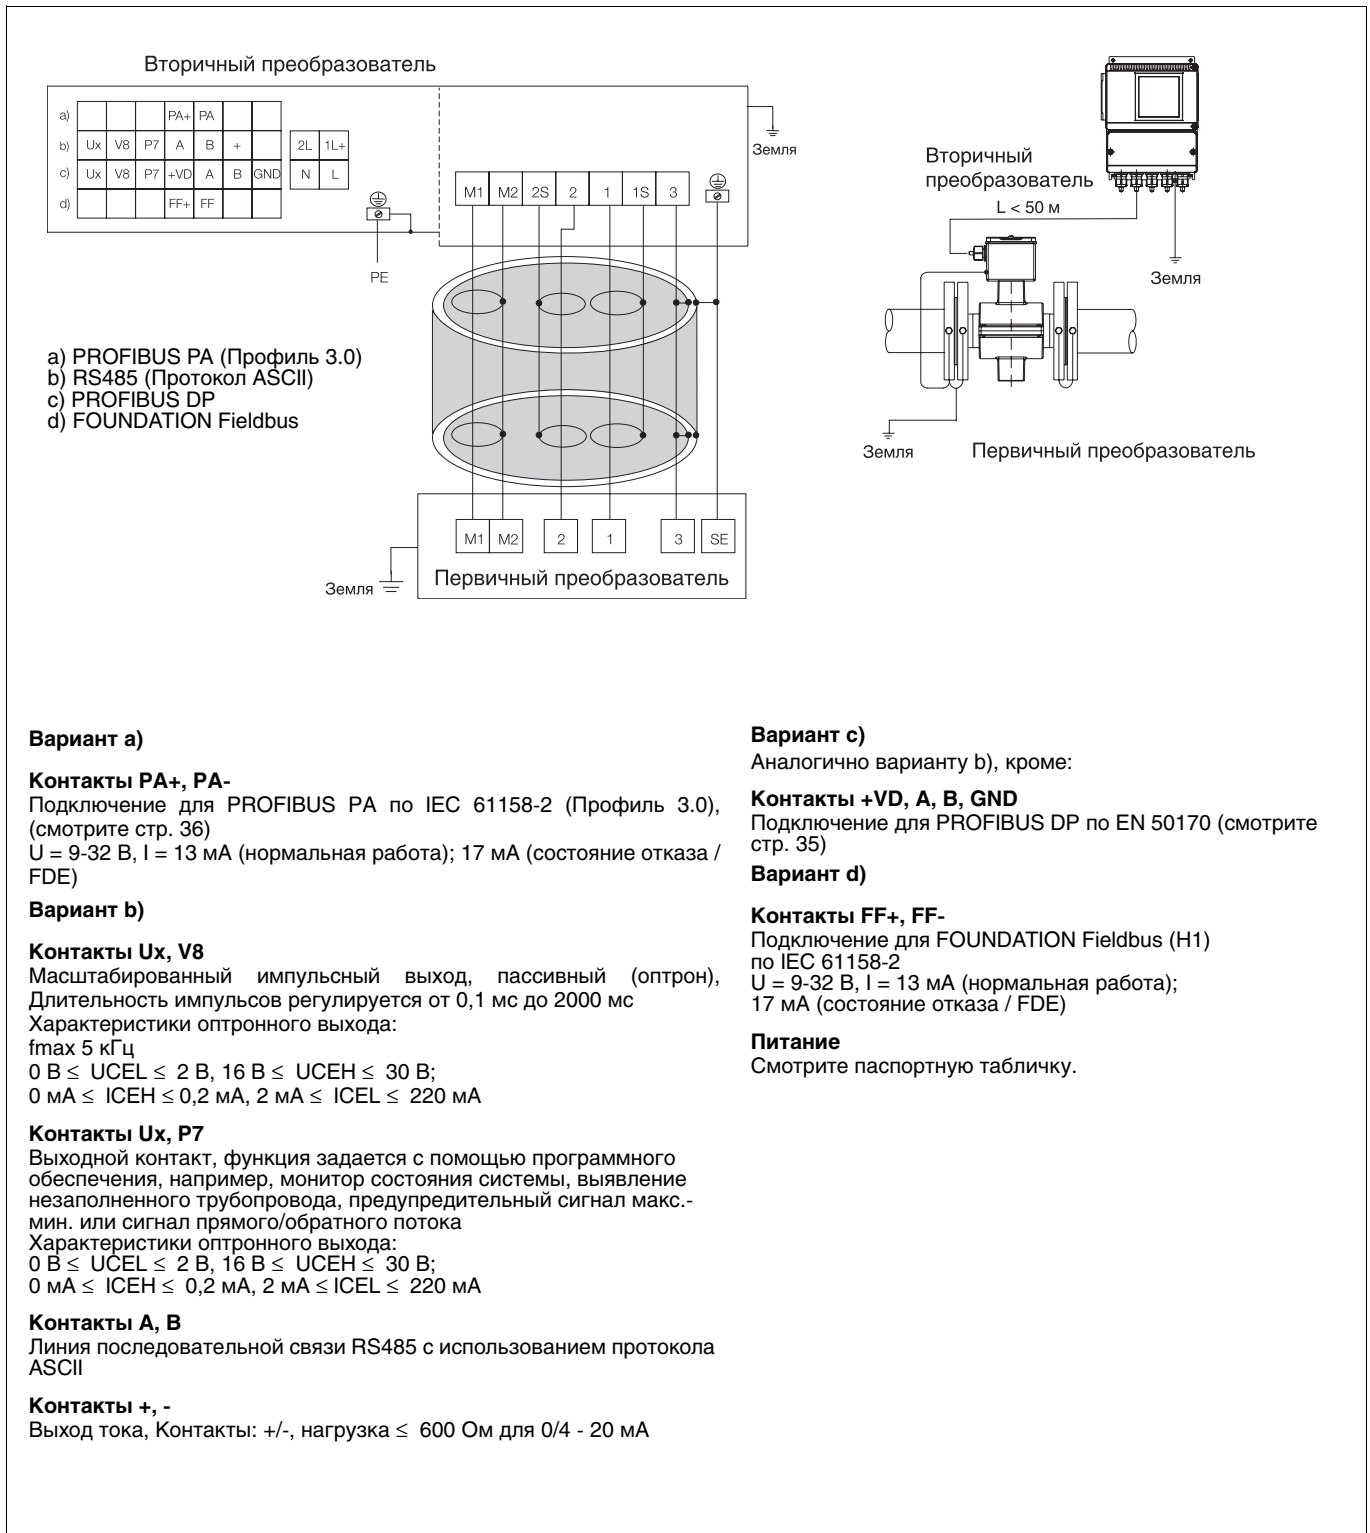 Вторичный преобразователь
a) PA+ PA
b) Ux V8 P7 A B + 2L 1L+
c) Ux V8 P7 +VD A B GND N L
d) FF+ FF
PE
M1 M2 2S 2 1 1S 3
Земля
a) PROFIBUS PA (Профиль 3.0)
b) RS485 (Протокол ASCII)
c) PROFIBUS DP
d) FOUNDATION Fieldbus
M1 M2 2 1 3 SE
Первичный преобразователь
Земля
Вторичный
преобразователь
L < 50 м
Земля
Земля
Первичный преобразователь
Вариант a)
Контакты PA+, PA-
Подключение для PROFIBUS PA по IEC 61158-2 (Профиль 3.0),
(смотрите стр. 36)
U = 9-32 В, I = 13 мА (нормальная работа); 17 мА (состояние отказа /
FDE)
Вариант b)
Контакты Ux, V8
Масштабированный импульсный выход, пассивный (оптрон),
Длительность импульсов регулируется от 0,1 мс до 2000 мс
Характеристики оптронного выхода:
fmax 5 кГц
0 В ≤ UCEL ≤ 2 В, 16 В ≤ UCEH ≤ 30 В;
0 мА ≤ ICEH ≤ 0,2 мА, 2 мА ≤ ICEL ≤ 220 мА
Контакты Ux, P7
Выходной контакт, функция задается с помощью программного
обеспечения, например, монитор состояния системы, выявление
незаполненного трубопровода, предупредительный сигнал макс.-
мин. или сигнал прямого/обратного потока
Характеристики оптронного выхода:
0 В ≤ UCEL ≤ 2 В, 16 В ≤ UCEH ≤ 30 В;
0 мА ≤ ICEH ≤ 0,2 мА, 2 мА ≤ ICEL ≤ 220 мА
Контакты A, B
Линия последовательной связи RS485 с использованием протокола
ASCII
Контакты +, -
Выход тока, Контакты: +/-, нагрузка ≤ 600 Ом для 0/4 - 20 мА
Вариант c)
Аналогично варианту b), кроме:
Контакты +VD, A, B, GND
Подключение для PROFIBUS DP по EN 50170 (смотрите
стр. 35)
Вариант d)
Контакты FF+, FF-
Подключение для FOUNDATION Fieldbus (H1)
по IEC 61158-2
U = 9-32 В, I = 13 мА (нормальная работа);
17 мА (состояние отказа / FDE)
Питание
Смотрите паспортную табличку.